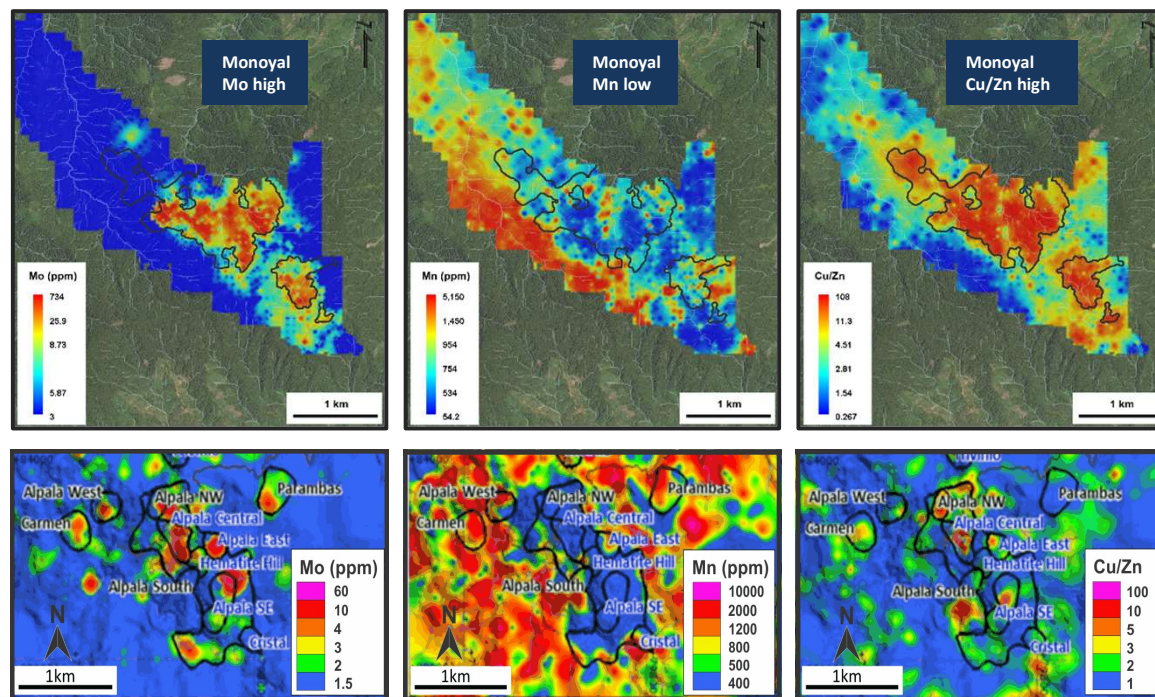 Monoyal
Mo high
Mo (ppm)
734
25.9
8.73
5.87
3
1 km
Monoyal
Mn low
Mn (ppm)
5,150
1,450
954
754
534
54.2
1 km
Monoyal
Cu/Zn high
Cu/Zn
108
11.3
4.51
2.81
1.54
0.267
1 km
Alpala West
Alpala NW
Parambas
Carmen
Alpala Central
Alpala East
Hematite Hill
Alpala South
Alpala SE
Cristal
N
1km
Mo (ppm)
60
10
4
3
2
1.5
Alpala West
Alpala NW
Parambas
Carmen
Alpala Central
Alpala East
Hematite Hill
Alpala South
Alpala SE
Cristal
N
1km
Mn (ppm)
10000
2000
1200
800
500
400
Alpala West
Alpala NW
Parambas
Carmen
Alpala Central
Alpala East
Hematite Hill
Alpala South
Alpala SE
Cristal
N
1km
Cu/Zn
100
10
5
3
2
1